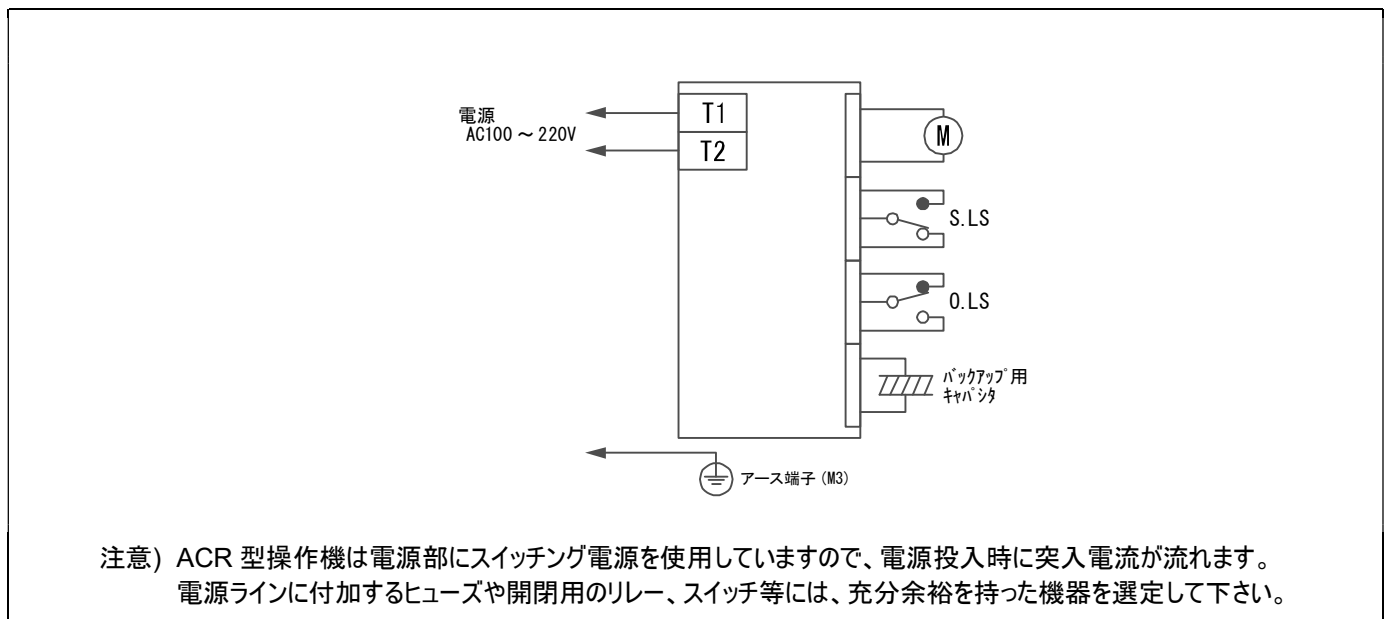 電源
AC100 ～ 220V
T1
T2
M
S.LS
O.LS
ﾊﾞｯｸｱｯﾌﾟ用
ｷｬﾊﾟｼﾀ
アース端子 (M3)
注意) ACR 型操作機は電源部にスイッチング電源を使用していますので、電源投入時に突入電流が流れます。
電源ラインに付加するヒューズや開閉用のリレー、スイッチ等には、充分余裕を持った機器を選定して下さい。